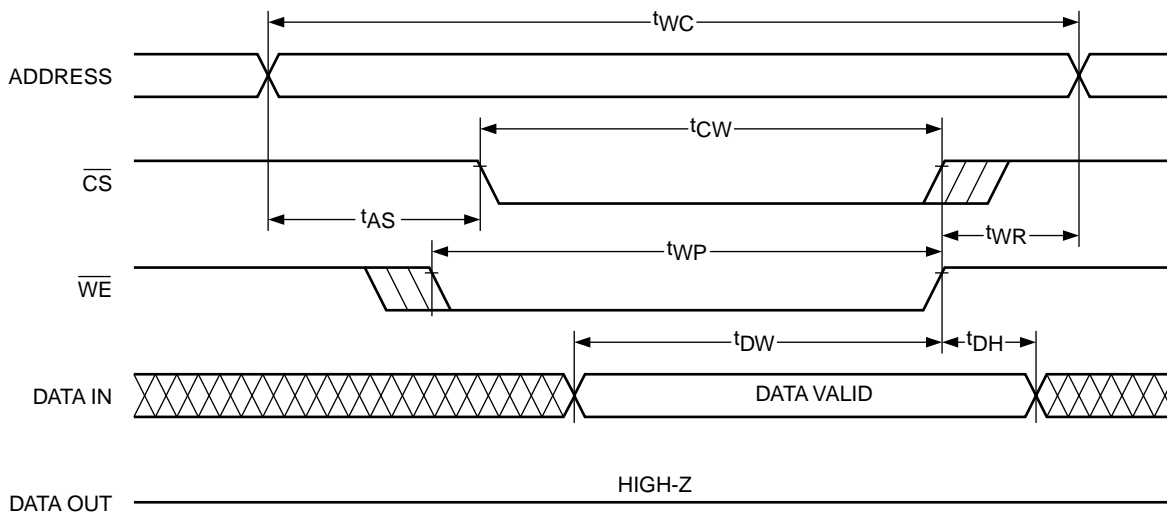 tWC
ADDRESS
tCW
CS
tAS
tWR
tWP
WE
tDW
tDH
DATA IN
DATA VALID
HIGH-Z
DATA OUT